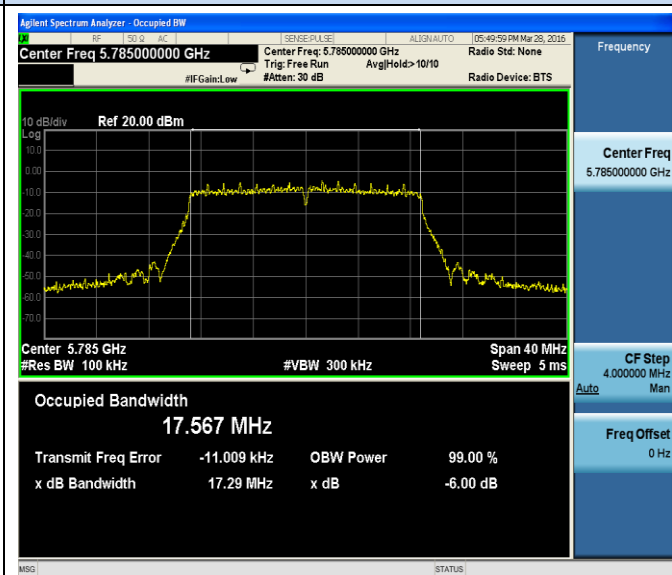 Agilent Spectrum Analyzer - Occupied BW
RF 50 Ω AC SENSE:PULSE ALIGNAUTO 05:49:59 PM Mar 28, 2016
Center Freq 5.785000000 GHz Center Freq: 5.785000000 GHz Radio Std: None
Trig: Free Run Avg|Hold>10/10
#IFGain:Low #Atten: 30 dB Radio Device: BTS
Frequency
10 dB/div Ref 20.00 dBm
Log
10.0
0.00
-10.0
-20.0
-30.0
-40.0
-50.0
-60.0
-70.0
Center 5.785 GHz Span 40 MHz
#Res BW 100 kHz #VBW 300 kHz Sweep 5 ms
Occupied Bandwidth
17.567 MHz
Transmit Freq Error -11.009 kHz OBW Power 99.00 %
x dB Bandwidth 17.29 MHz x dB -6.00 dB
Center Freq
5.785000000 GHz
CF Step
4.000000 MHz
Auto Man
Freq Offset
0 Hz
MSG STATUS